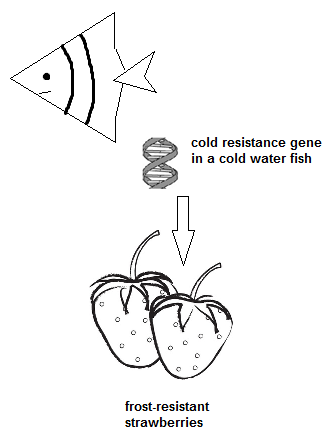 cold resistance gene
in a cold water fish
frost-resistant
strawberries